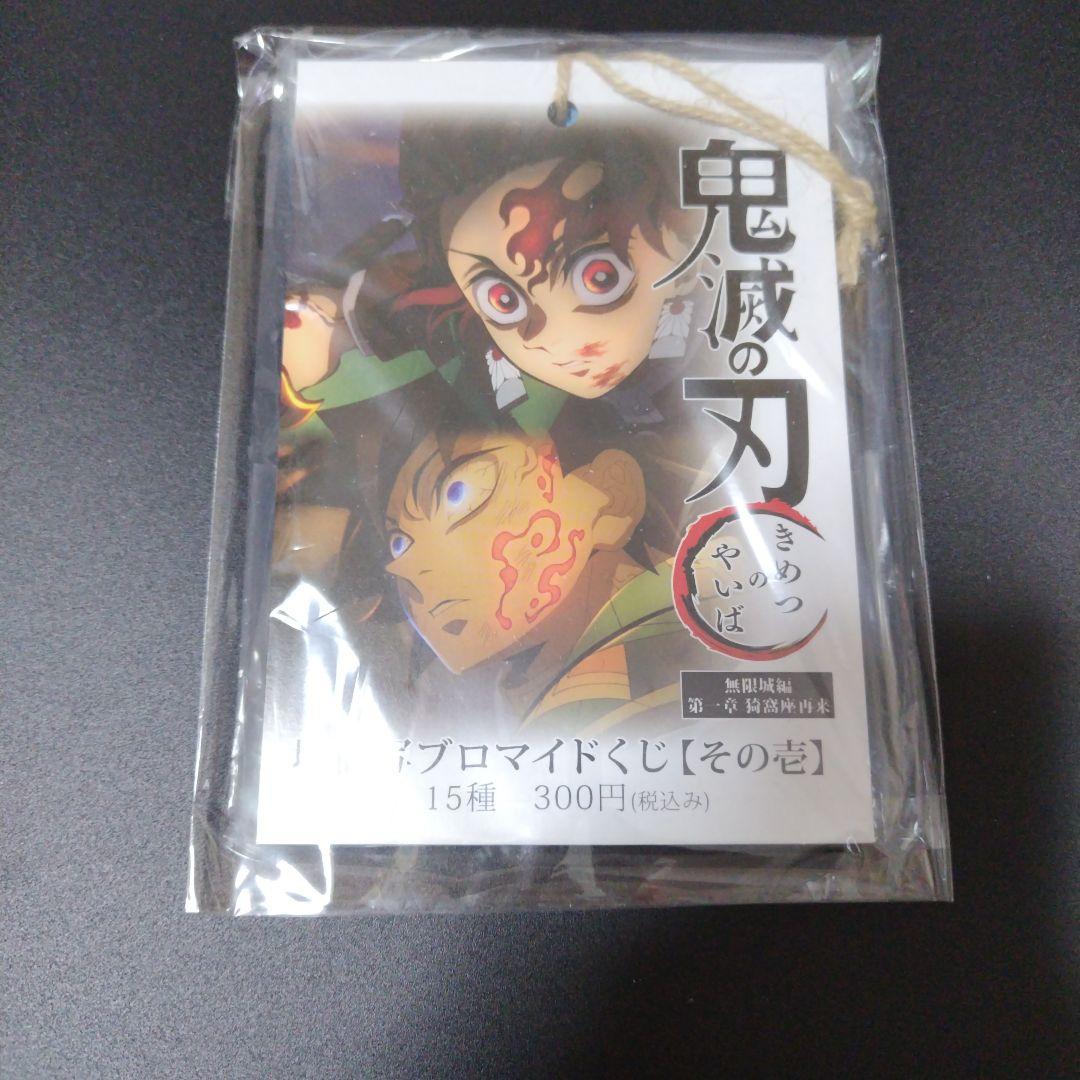 鬼滅の刃
きめつ
の
やいば
無限城編
第一章 猗窩座再来
ブロマイドくじ【その壱】
15種 300円(税込み)